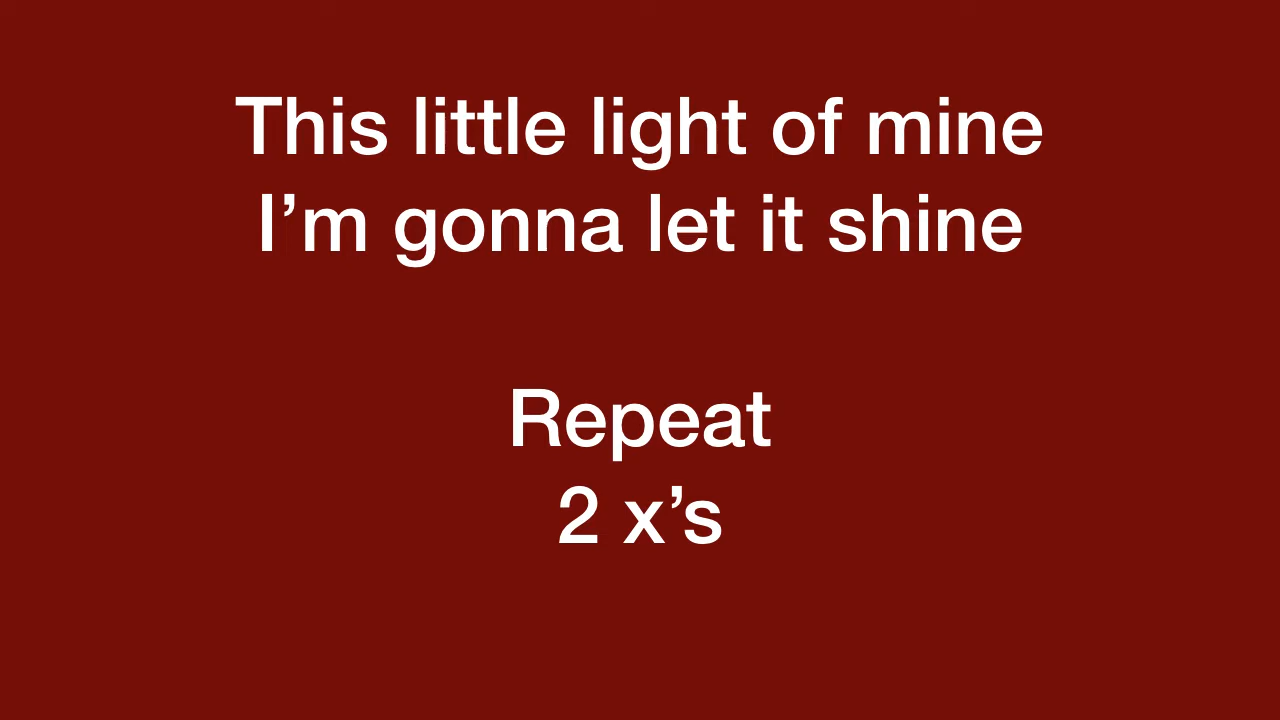 This little light of mine
I’m gonna let it shine
Repeat
2 x’s